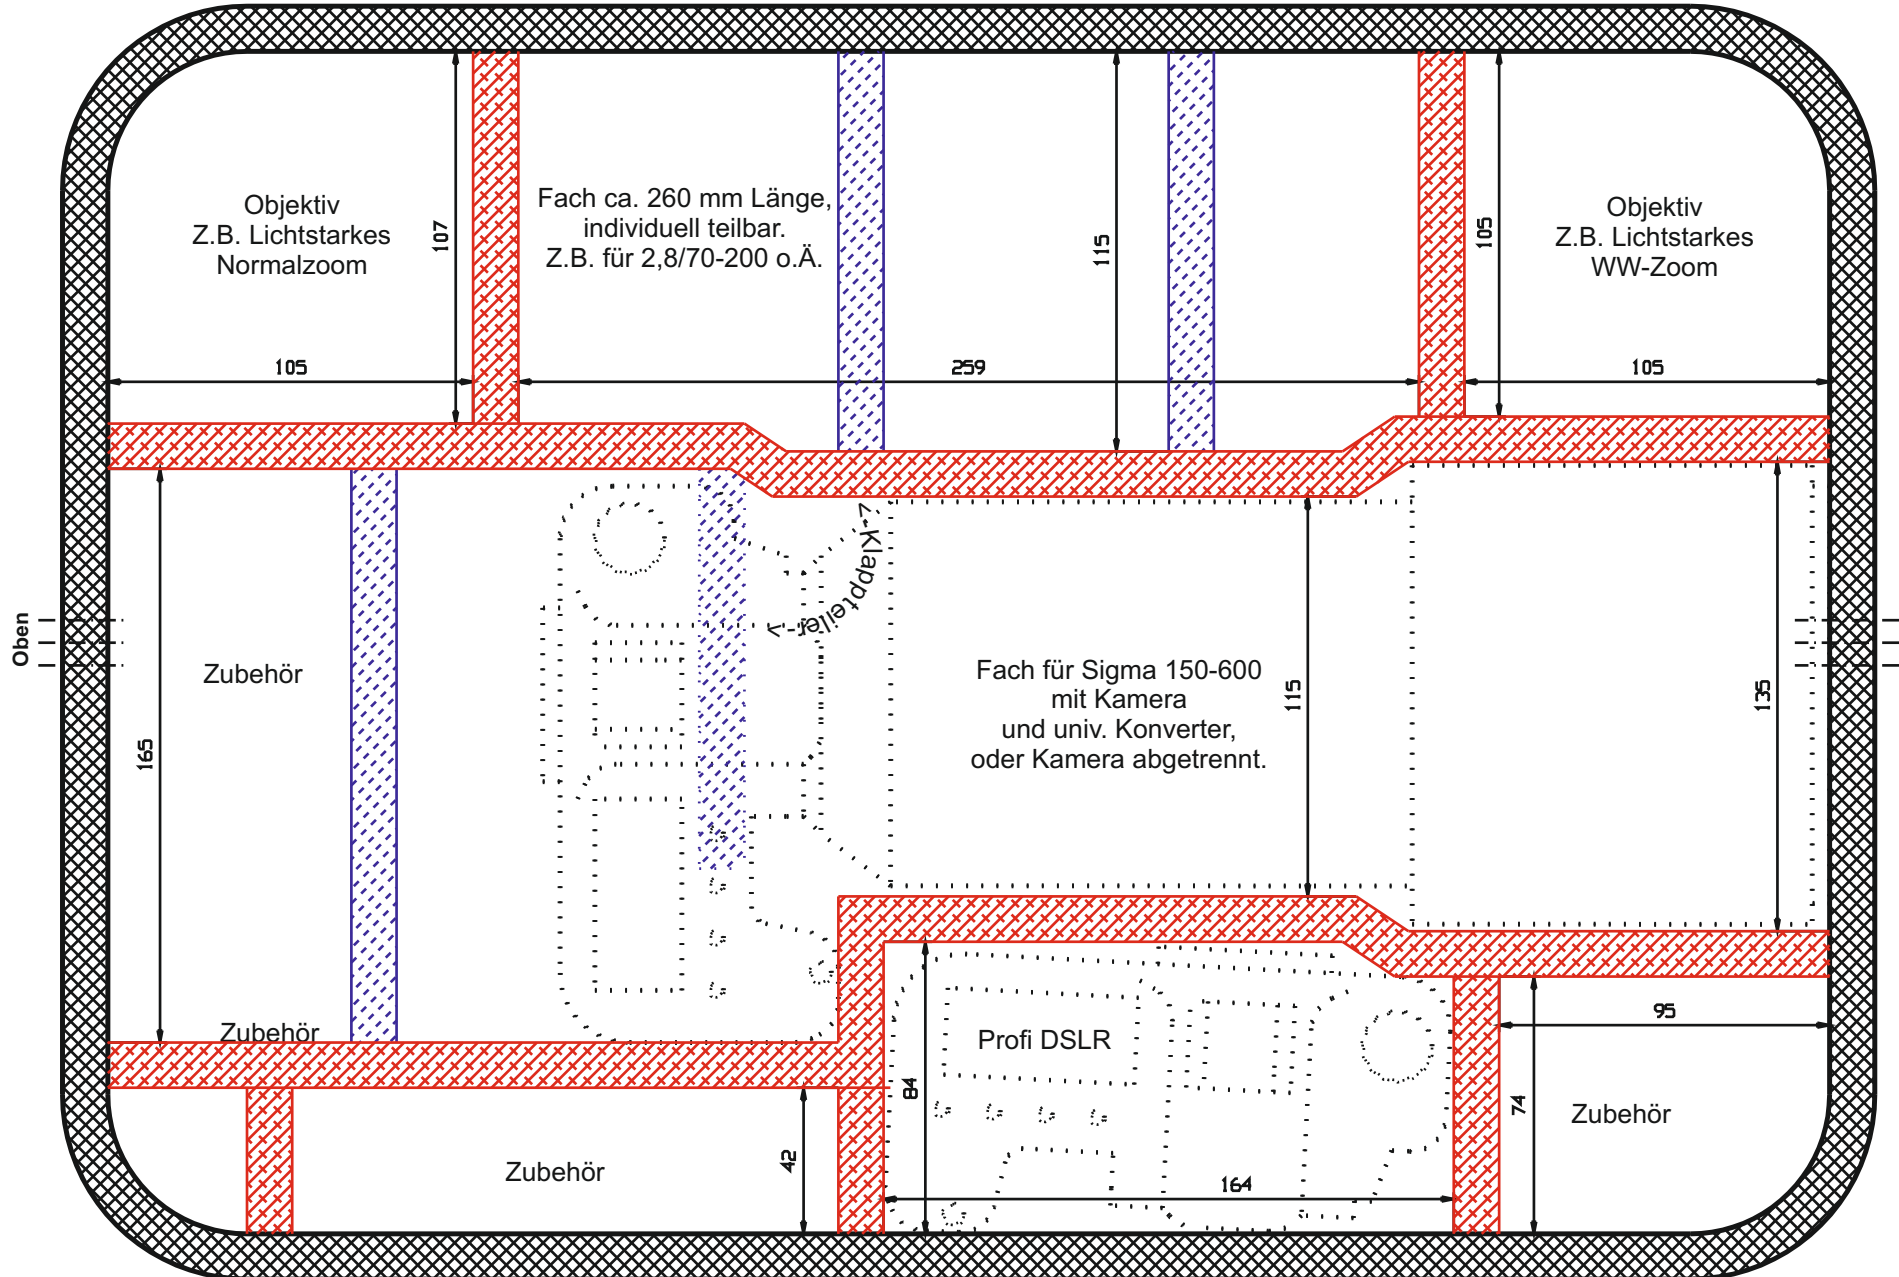 Objektiv
Z.B. Lichtstarkes
Normalzoom
107
Fach ca. 260 mm Länge,
individuell teilbar.
Z.B. für 2,8/70-200 o.Ä.
115
105
Objektiv
Z.B. Lichtstarkes
WW-Zoom
105
259
105
<-Klappteiler->
Oben
Zubehör
165
Fach für Sigma 150-600
mit Kamera
und univ. Konverter,
oder Kamera abgetrennt.
115
135
Zubehör
Profi DSLR
95
84
74
Zubehör
Zubehör
42
164